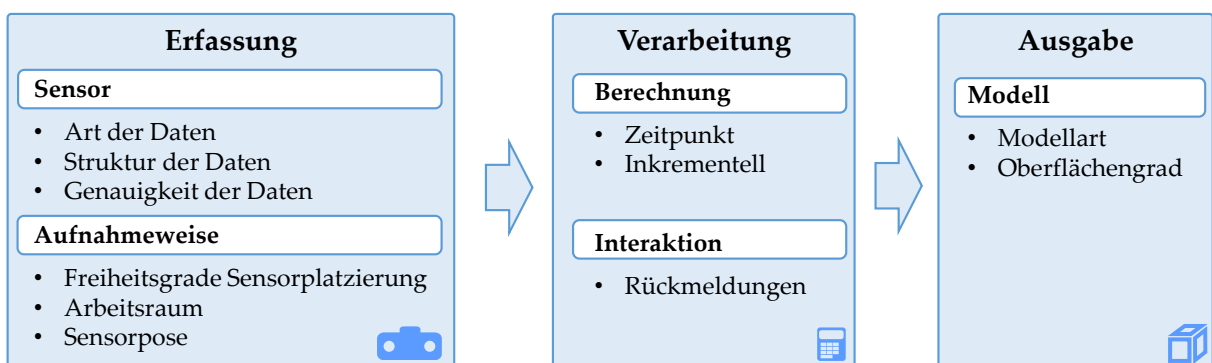 Erfassung
Sensor
• Art der Daten
• Struktur der Daten
• Genauigkeit der Daten
Aufnahmeweise
• Freiheitsgrade Sensorplatzierung
• Arbeitsraum
• Sensorpose
Verarbeitung
Berechnung
• Zeitpunkt
• Inkrementell
Interaktion
• Rückmeldungen
Ausgabe
Modell
• Modellart
• Oberflächengrad